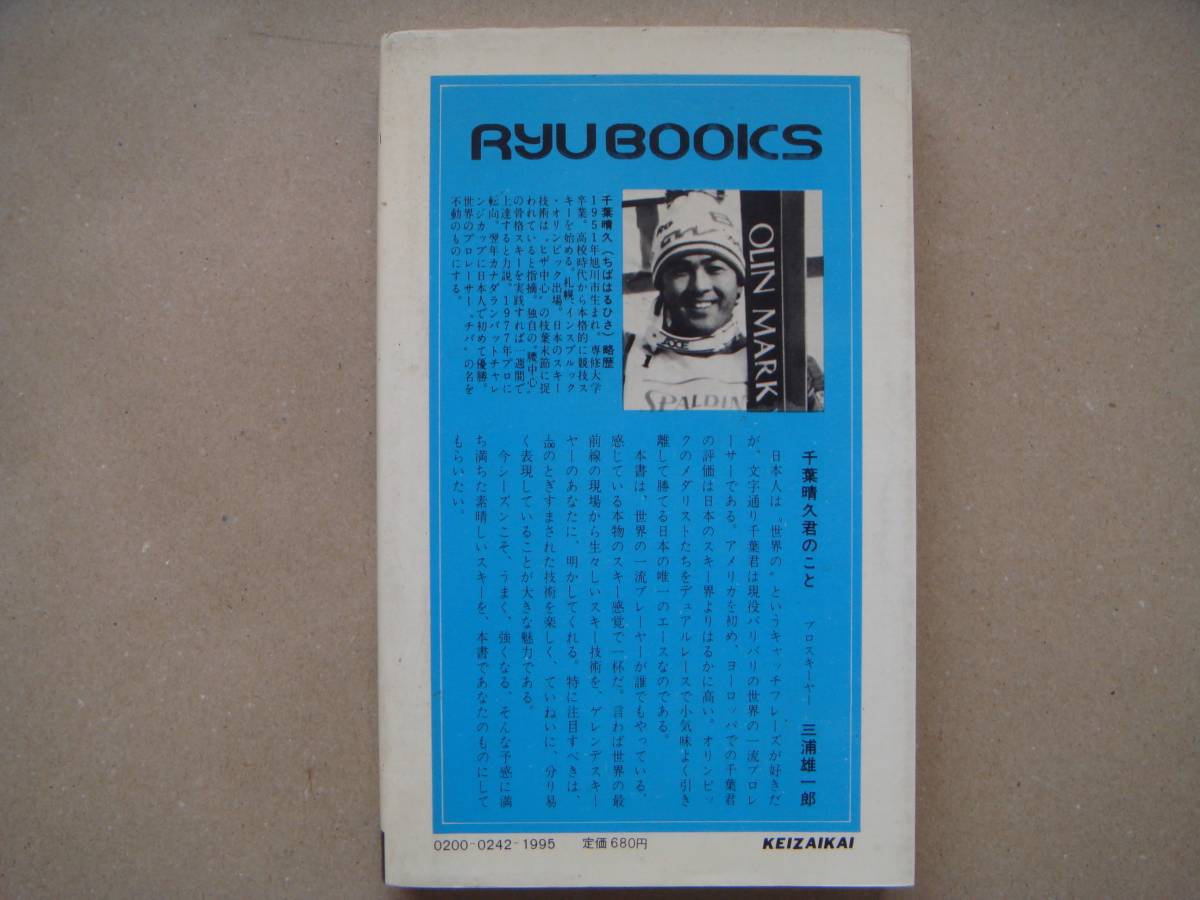 RYU BOOKS
OLIN MARK
SPALDIN
千葉晴久(ちばはるひさ)略歴
1951年旭川市生まれ。専修大学
卒業。高校時代から本格的に競技ス
キーを始める。札幌、インスブルック
・オリンピック出場。日本のスキー
技術は〝ヒザ中心〟の枝葉末節に捉
われていると指摘。独自の〝腰中心〟
の骨格スキーを実践すれば一週間で
上達すると力説。1977年プロに
転向。翌年カナダランバットチャレ
ンジカップに日本人で初めて優勝。
世界のプロレーサー〝チバ〟の名を
不動のものにする。
千葉晴久君のこと プロスキーヤー 三浦雄一郎
日本人は〝世界の〟というキャッチフレーズが好きだ
が、文字通り千葉君は現役バリバリの世界の一流プロレ
ーサーである。アメリカを初め、ヨーロッパでの千葉君
の評価は日本のスキー界よりはるかに高い。オリンピッ
クのメダリストたちをデュアルレースで小気味よく引き
離して勝てる日本の唯一のエースなのである。
本書は、世界の一流プレーヤーが誰でもやっている。
感じている本物のスキー感覚で一杯だ。言わば世界の最
前線の現場から生々しいスキー技術を、ゲレンデスキー
ヤーのあなたに、明かしてくれる。特に注目すべきは、
1/100のとぎすまされた技術を楽しく、ていねいに、分り易
く表現していることが大きな魅力である。
今シーズンこそ、うまく、強くなる、そんな予感に満
ち満ちた素晴しいスキーを、本書であなたのものにして
もらいたい。
0200-0242-1995 定価680円
KEIZAIKAI